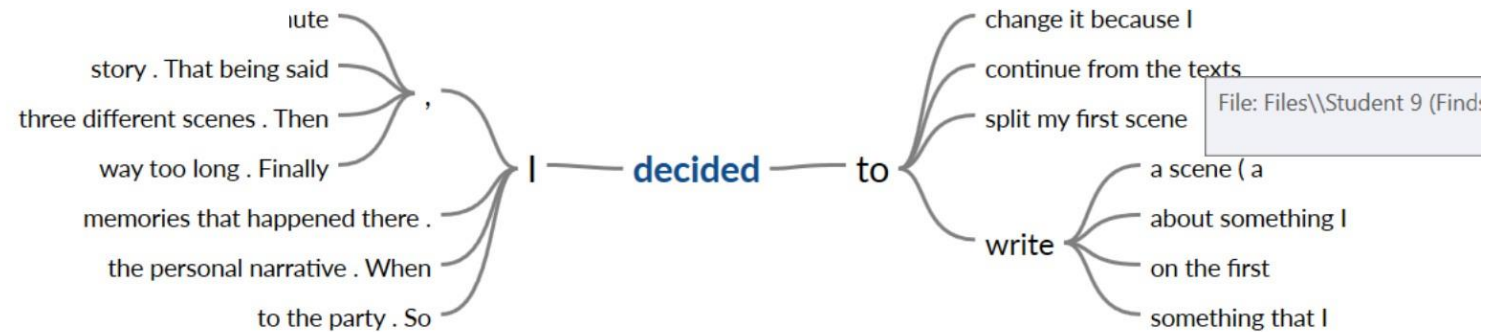 ute
story . That being said
three different scenes . Then
way too long . Finally
,
memories that happened there .
the personal narrative . When
to the party . So
I
decided
to
change it because I
continue from the texts
split my first scene
write
a scene ( a
about something I
on the first
something that I
File: Files\\Student 9 (Finds